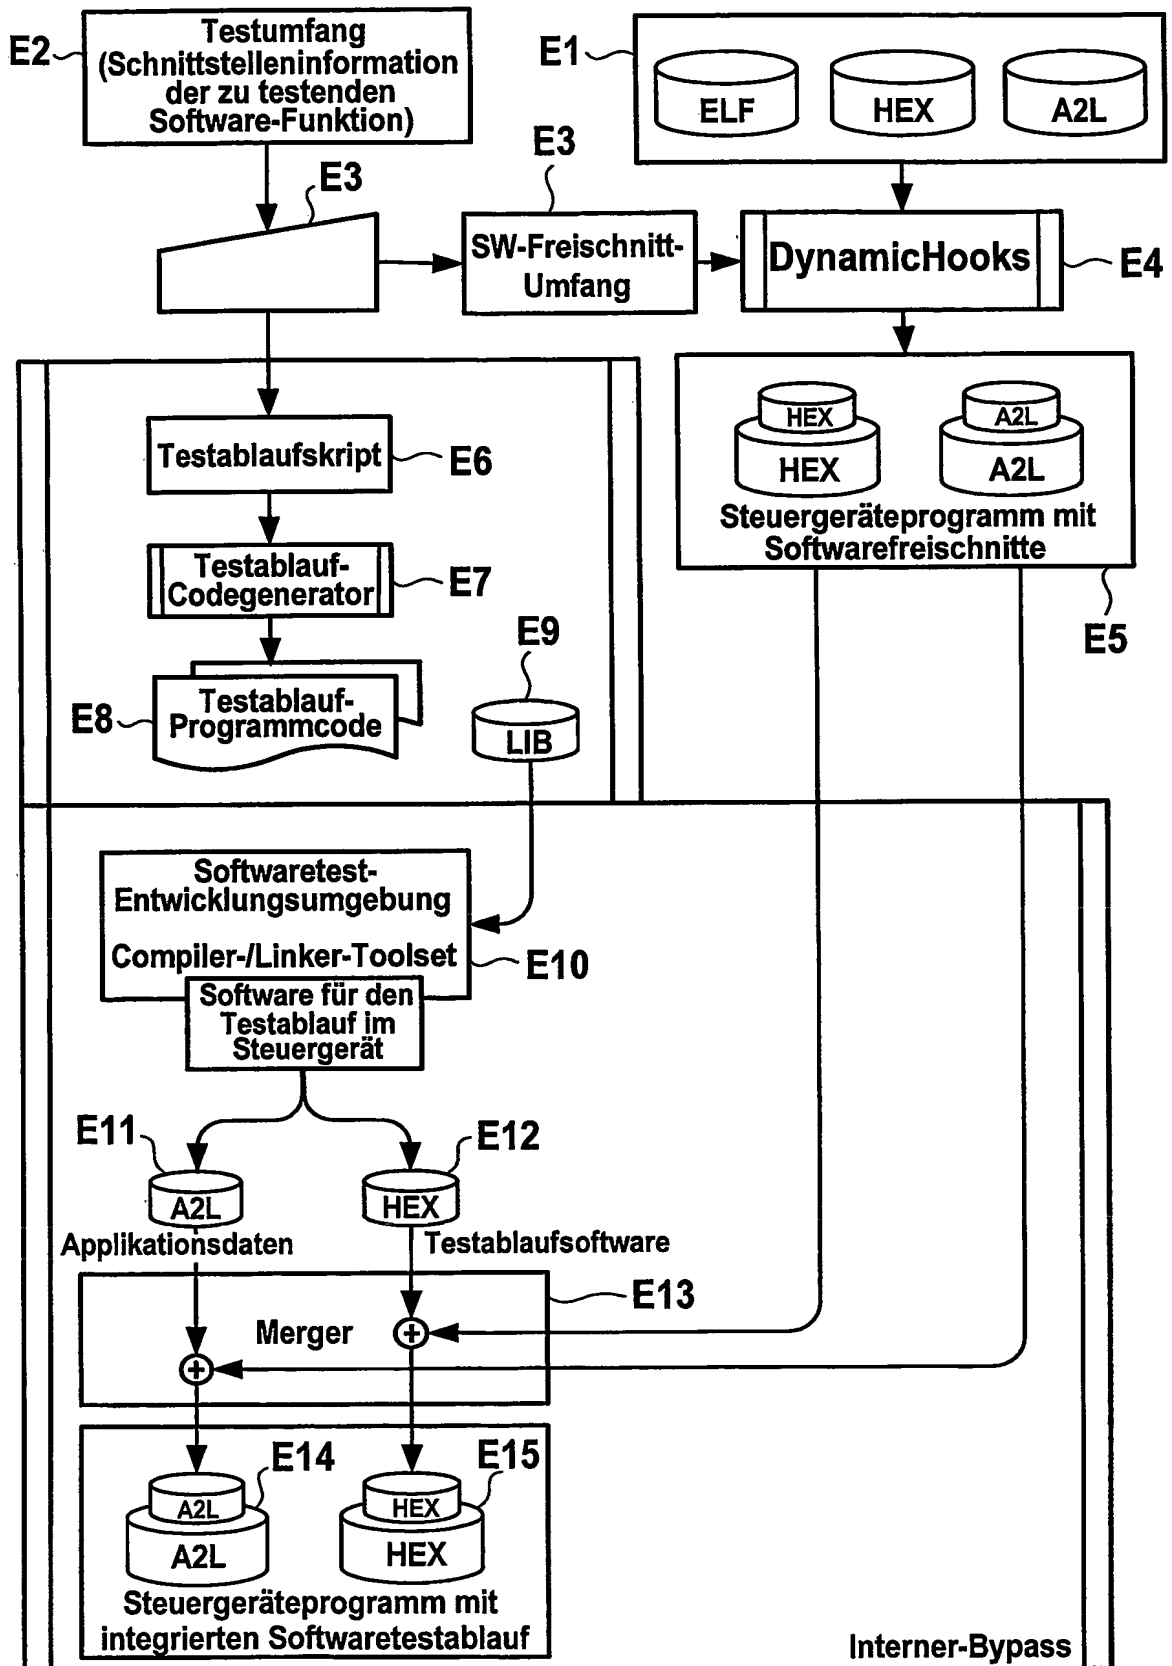 E2
Testumfang
(Schnittstelleninformation
der zu testenden
Software-Funktion)
E1
ELF
HEX
A2L
E3
E3
SW-Freischnitt-
Umfang
DynamicHooks
E4
HEX
HEX
A2L
A2L
Steuergeräteprogramm mit
Softwarefreischnitte
E5
Testablaufskript
E6
Testablauf-
Codegenerator
E7
E8
Testablauf-
Programmcode
E9
LIB
Softwaretest-
Entwicklungsumgebung
Compiler-/Linker-Toolset
E10
Software für den
Testablauf im
Steuergerät
E11
A2L
Applikationsdaten
E12
HEX
Testablaufsoftware
E13
Merger
+
+
E14
A2L
A2L
E15
HEX
HEX
Steuergeräteprogramm mit
integrierten Softwaretestablauf
Interner-Bypass